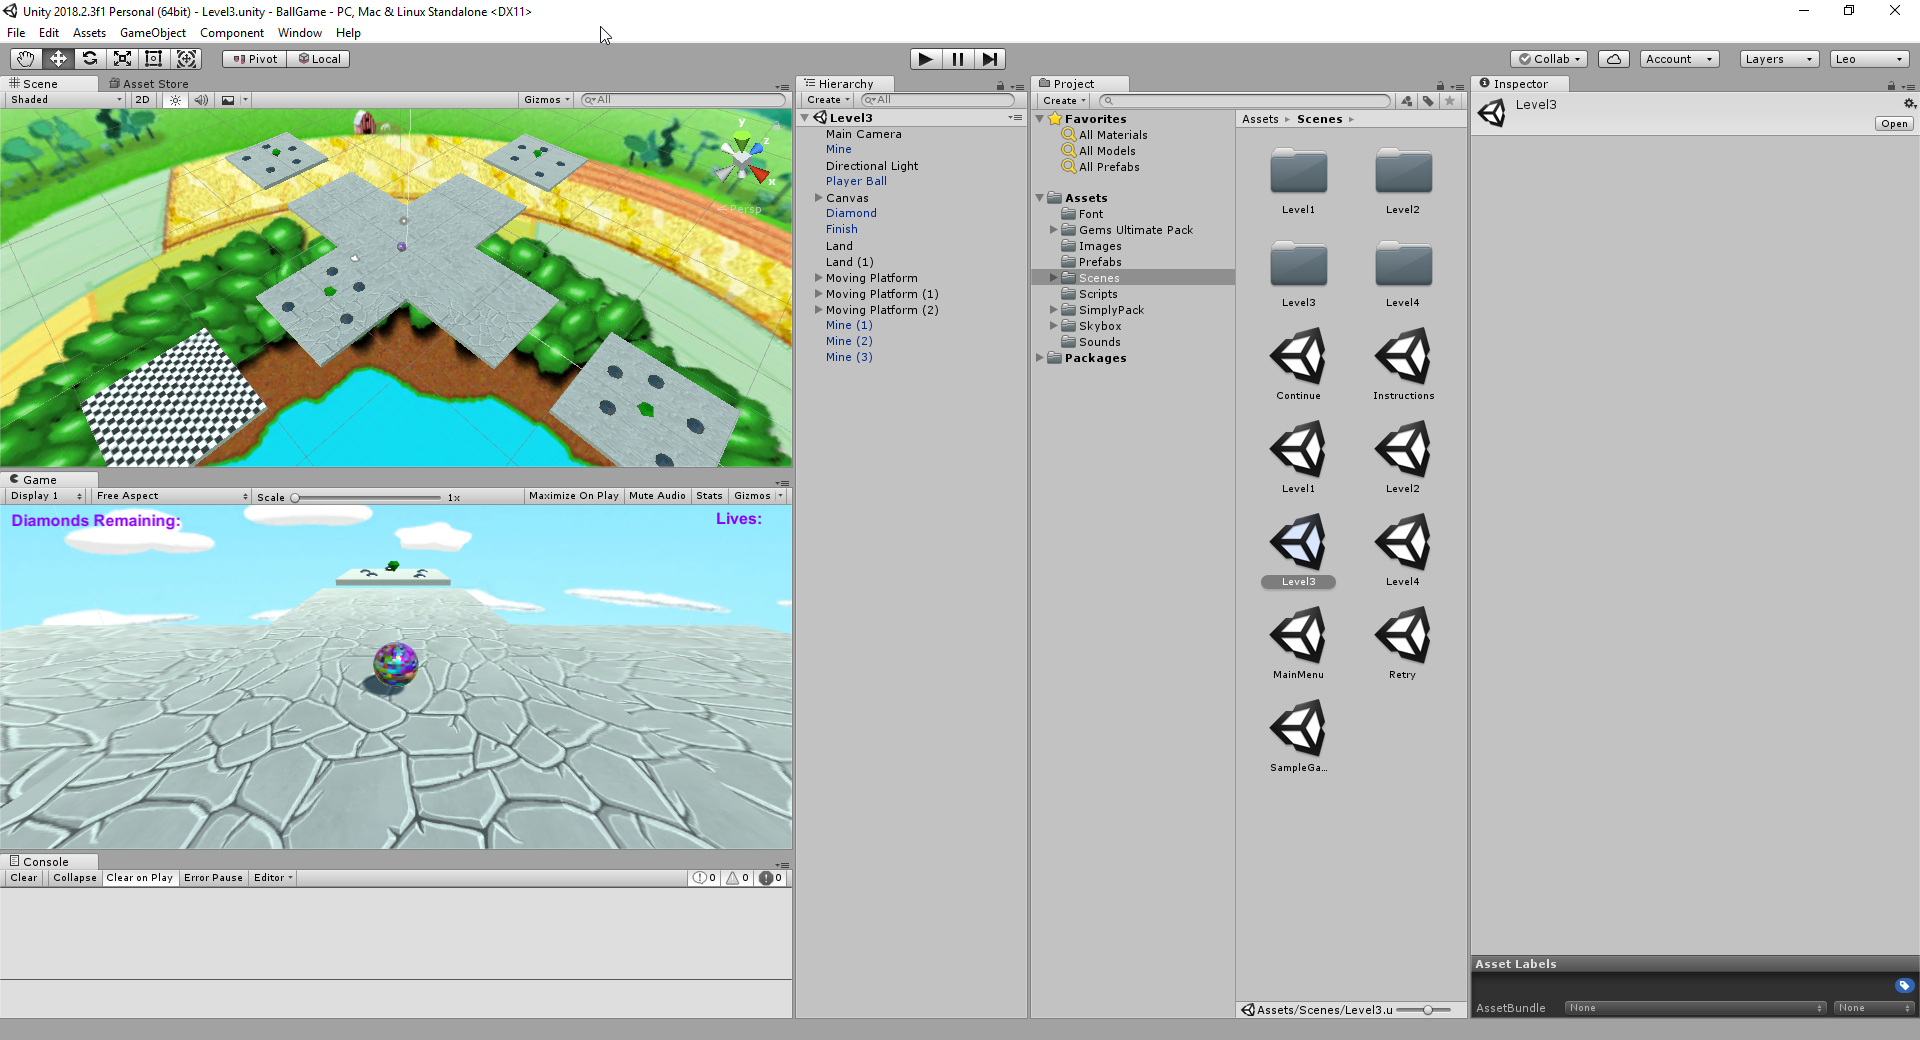 Unity 2018.2.3f1 Personal (64bit) - Level3.unity - BallGame - PC, Mac & Linux Standalone <DX11>
File Edit Assets GameObject Component Window Help
Pivot Local Collab Account Layers Leo
Scene Asset Store
Shaded 2D Gizmos All
y
z
x
Persp
Game
Display 1 Free Aspect Scale 1x Maximize On Play Mute Audio Stats Gizmos
Diamonds Remaining: Lives:
Console
Clear Collapse Clear on Play Error Pause Editor 0 0 0
Hierarchy
Create All
Level3
Main Camera
Mine
Directional Light
Player Ball
Canvas
Diamond
Finish
Land
Land (1)
Moving Platform
Moving Platform (1)
Moving Platform (2)
Mine (1)
Mine (2)
Mine (3)
Project
Create
Favorites
All Materials
All Models
All Prefabs
Assets
Font
Gems Ultimate Pack
Images
Prefabs
Scenes
Scripts
SimplyPack
Skybox
Sounds
Packages
Assets Scenes
Level1 Level2
Level3 Level4
Continue Instructions
Level1 Level2
Level3 Level4
MainMenu Retry
SampleGa...
Assets/Scenes/Level3.u
Inspector
Level3
Open
Asset Labels
AssetBundle None None